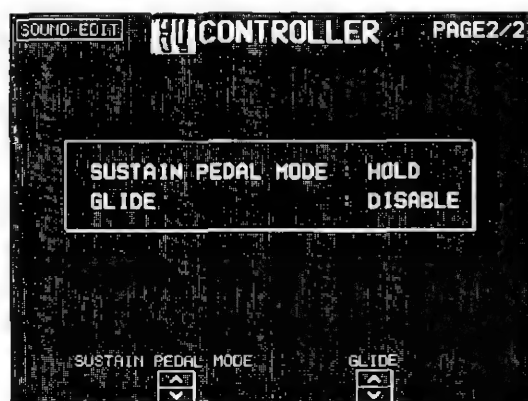 SOUND EDIT CONTROLLER PAGE2/2
SUSTAIN PEDAL MODE : HOLD
GLIDE : DISABLE
SUSTAIN PEDAL MODE GLIDE